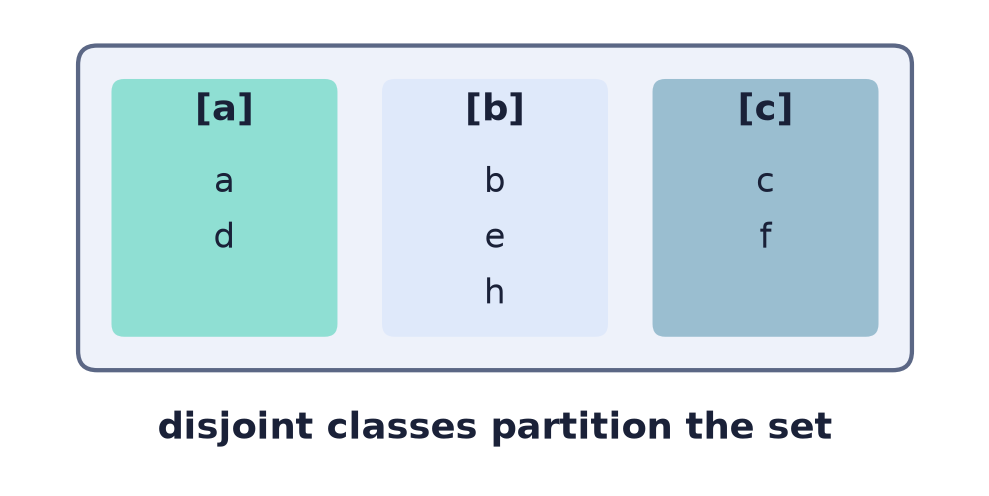 [a]
a
d
[b]
b
e
h
[c]
c
f
disjoint classes partition the set